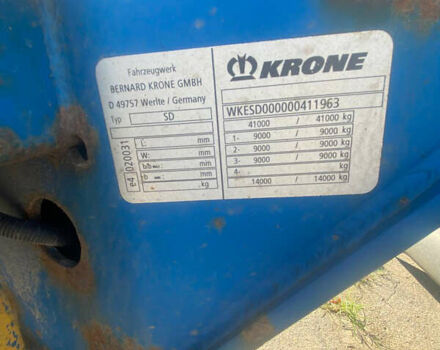 Fahrzeugwerk
BERNARD KRONE GMBH
D 49757 Werlte / Germany
Typ SD
e4 020031
L: mm
W: mm
b/b mm
b mm
kg
KRONE
WKESD00000411963
41000 / 41000 kg
1- 9000 / 9000 kg
2- 9000 / 9000 kg
3- 9000 / 9000 kg
4- / kg
14000 / 14000 kg